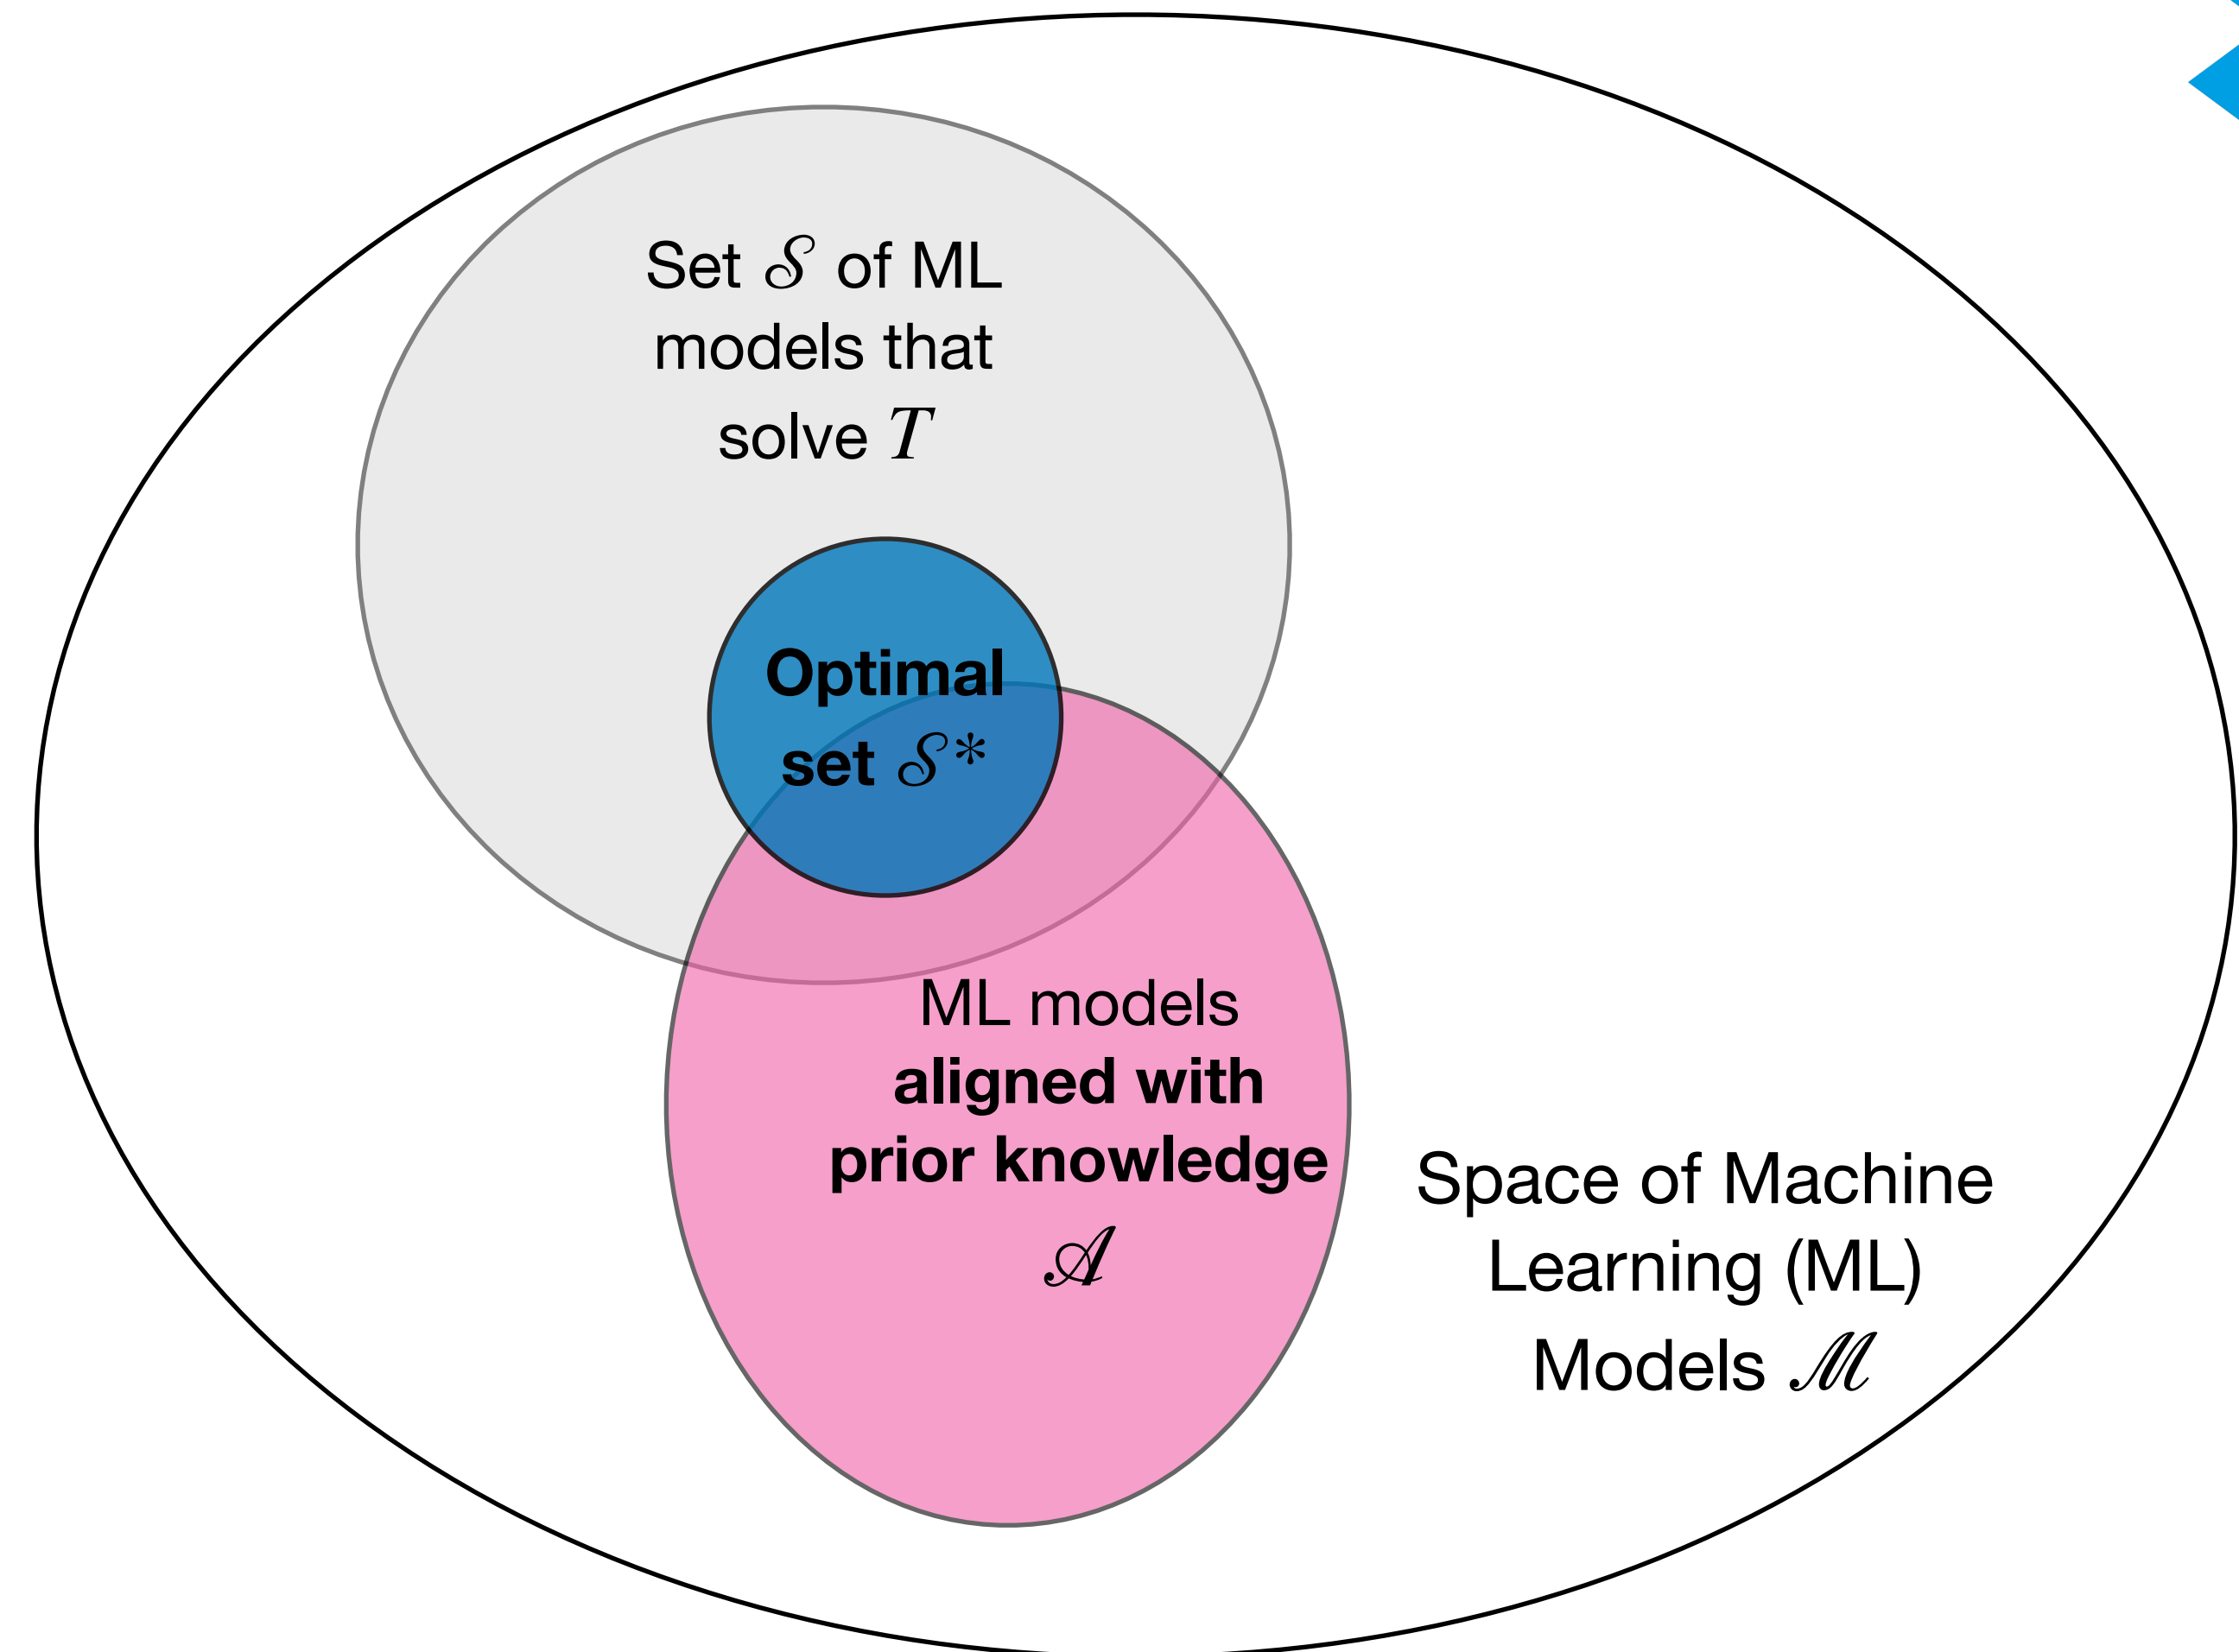 Set 𝒮 of ML
models that
solve T
Optimal
set 𝒮*
ML models
aligned with
prior knowledge
𝒜
Space of Machine
Learning (ML)
Models ℳ